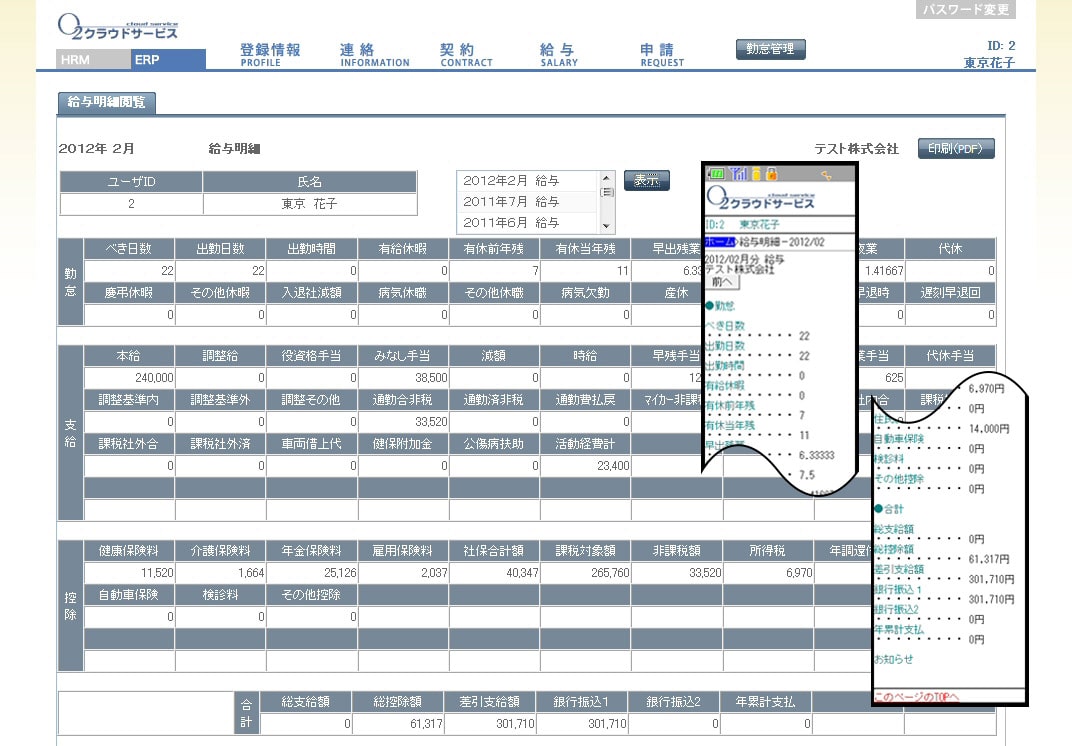 パスワード変更
cloud service
O2クラウドサービス
HRM ERP
登録情報 連絡 契約 給与 申請 勤怠管理
PROFILE INFORMATION CONTRACT SALARY REQUEST
ID: 2
東京花子
給与明細閲覧
2012年 2月 給与明細 テスト株式会社 印刷(PDF)
ユーザID 氏名
2 東京 花子
2012年2月 給与
2011年7月 給与
2011年6月 給与
表示
勤怠
べき日数 出勤日数 出勤時間 有給休暇 有休前年残 有休当年残 早出残業 代休
22 22 0 0 7 11 6.33 1.41667 0
慶弔休暇 その他休暇 入退社減額 病気休職 その他休職 病気欠勤 産休 早退時 遅刻早退回
0 0 0 0 0 0 0 0
支給
本給 調整給 役資格手当 みなし手当 減額 時給 早残手当 業手当 代休手当
240,000 0 0 38,500 0 0 12 625 0
調整基準内 調整基準外 調整その他 通勤合非税 通勤済非税 通勤費払戻 マイカー非課 社内合 課税
0 0 0 33,520 0 0
課税社外合 課税社外済 車両借上代 健保附加金 公傷病扶助 活動経費計
0 0 0 0 0 23,400
控除
健康保険料 介護保険料 年金保険料 雇用保険料 社保合計額 課税対象額 非課税額 所得税 年調還
11,520 1,664 25,126 2,037 40,347 265,760 33,520 6,970
自動車保険 検診料 その他控除
0 0 0
合計
総支給額 総控除額 差引支給額 銀行振込1 銀行振込2 年累計支払
0 61,317 301,710 301,710 0 0
cloud service
O2クラウドサービス
ID:2 東京花子
ホーム>給与明細-2012/02
2012/02月分 給与
テスト株式会社
前へ
●勤怠
べき日数
・・・・・・・・・ 22
出勤日数
・・・・・・・・・ 22
出勤時間
・・・・・・・・・ 0
有給休暇
・・・・・・・・・ 0
有休前年残
・・・・・・・・・ 7
有休当年残
・・・・・・・・・ 11
早出残業
・・・・・・・・・ 6.33333
・・・ 7.5
6.970円
・・ 0円
住民
・・・・・・・・・ 14,000円
自動車保険
・・・・・・・・・ 0円
検診料
・・・・・・・・・ 0円
その他控除
・・・・・・・・・ 0円
●合計
総支給額
・・・・・・・・・ 0円
総控除額
・・・・・・・・・ 61,317円
差引支給額
・・・・・・・・・ 301,710円
銀行振込1
・・・・・・・・・ 301,710円
銀行振込2
・・・・・・・・・ 0円
年累計支払
・・・・・・・・・ 0円
お知らせ
このページのTOPへ